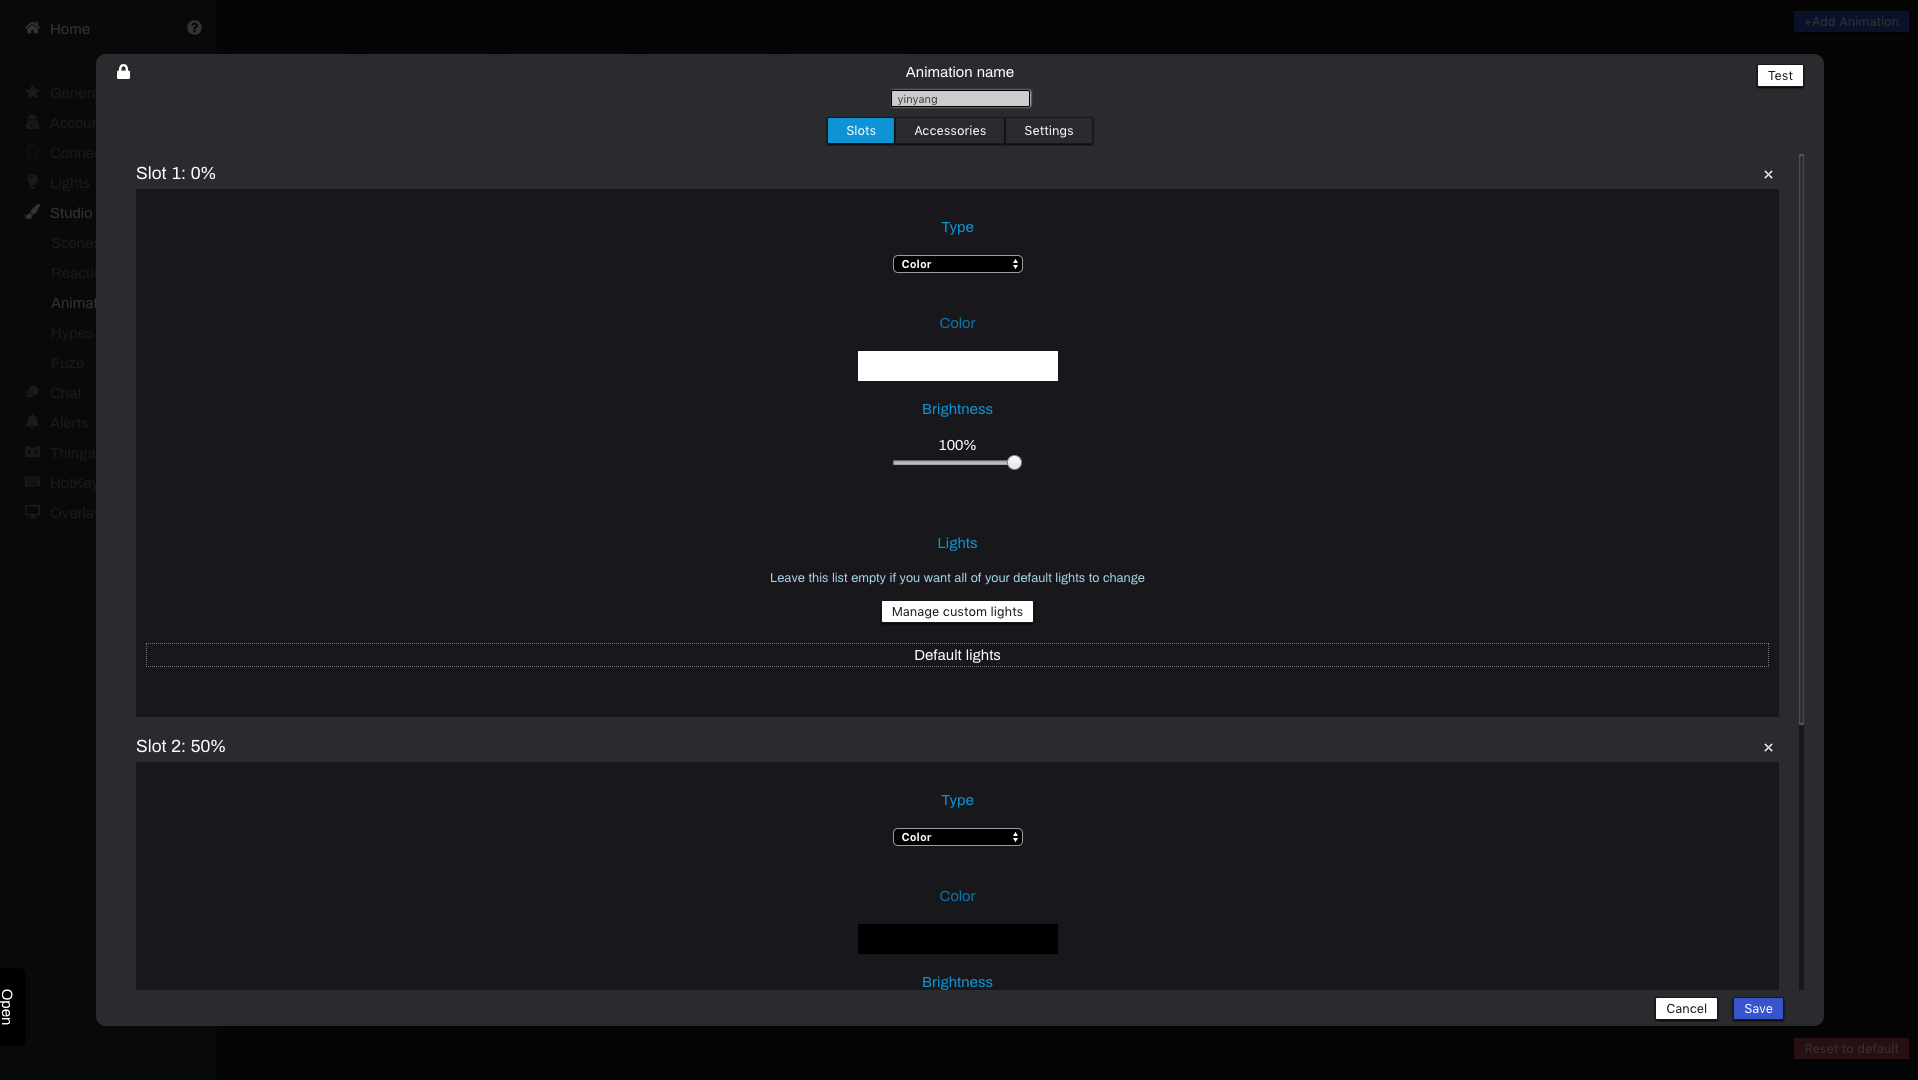 Home
+Add Animation
Animation name
Test
yinyang
Slots Accessories Settings
Genera
Accour
Conne
Lights
Studio
Scenes
Reactio
Animat
Hypes
Fuze
Chat
Alerts
Thinga
HotKey
Overla
Slot 1: 0%
Type
Color
Color
Brightness
100%
Lights
Leave this list empty if you want all of your default lights to change
Manage custom lights
Default lights
Slot 2: 50%
Type
Color
Color
Brightness
Open
Cancel Save
Reset to default